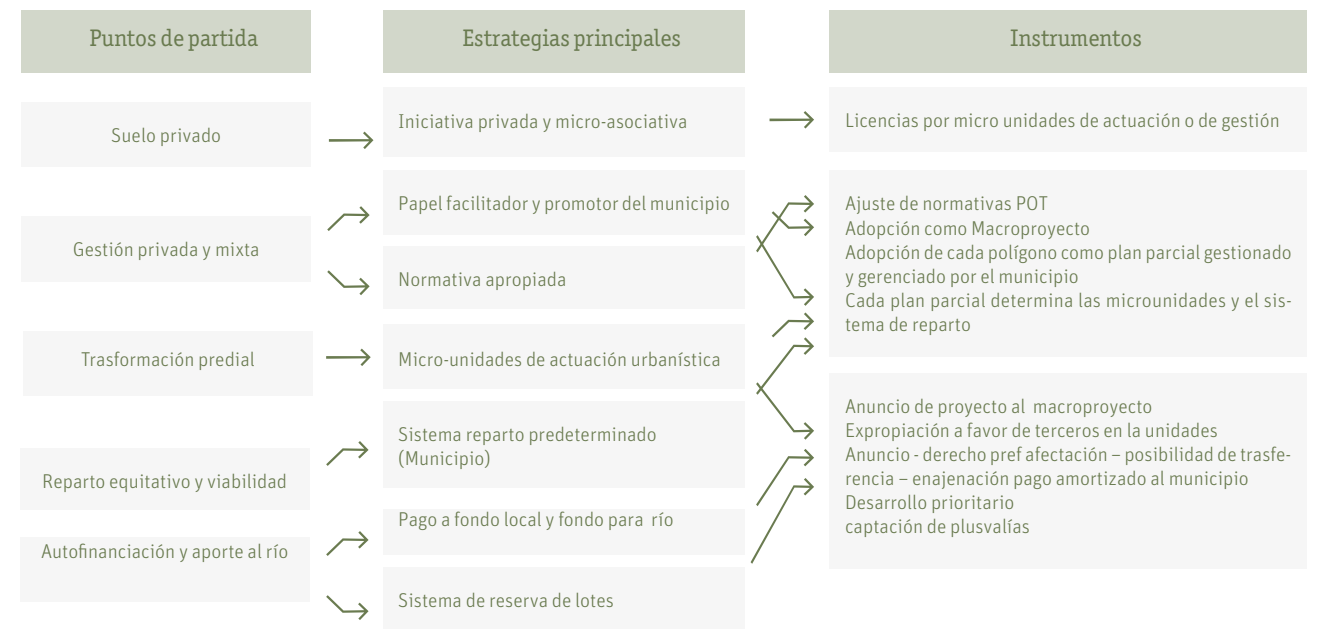 Puntos de partida
Estrategias principales
Instrumentos
Suelo privado
Gestión privada y mixta
Trasformación predial
Reparto equitativo y viabilidad
Autofinanciación y aporte al río
Iniciativa privada y micro-asociativa
Papel facilitador y promotor del municipio
Normativa apropiada
Micro-unidades de actuación urbanística
Sistema reparto predeterminado
(Municipio)
Pago a fondo local y fondo para río
Sistema de reserva de lotes
Licencias por micro unidades de actuación o de gestión
Ajuste de normativas POT
Adopción como Macroproyecto
Adopción de cada polígono como plan parcial gestionado
y gerenciado por el municipio
Cada plan parcial determina las microunidades y el sis-
tema de reparto
Anuncio de proyecto al macroproyecto
Expropiación a favor de terceros en la unidades
Anuncio - derecho pref afectación – posibilidad de trasfe-
rencia – enajenación pago amortizado al municipio
Desarrollo prioritario
captación de plusvalías